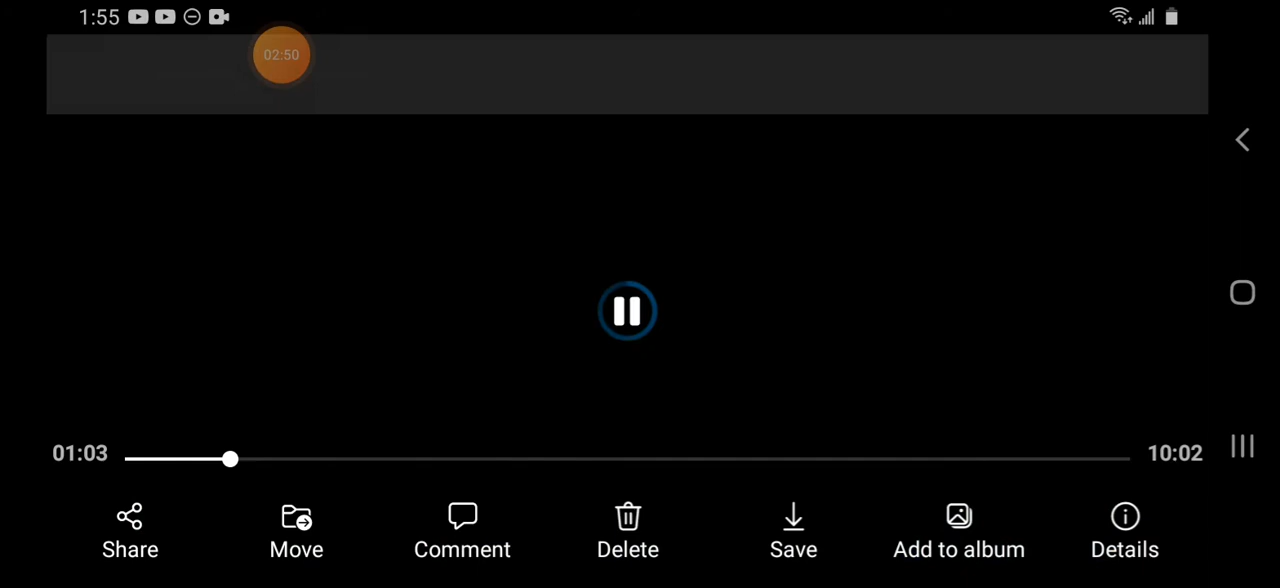 1:55
02:50
01:03
10:02
Share
Move
Comment
Delete
Save
Add to album
Details